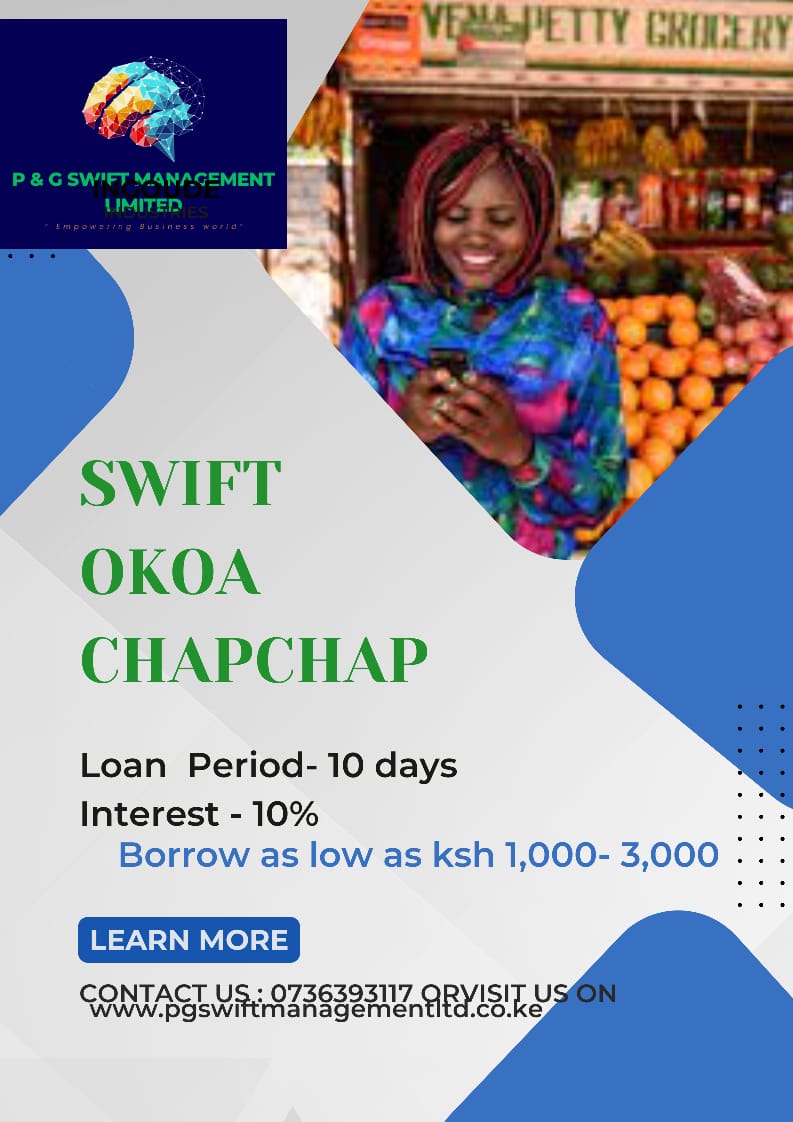 VENA PETTY GROCERY
P & G SWIFT MANAGEMENT
LIMITED
INGOUDE
INDUSTRIES
" Empowering Business world"
SWIFT
OKOA
CHAPCHAP
Loan Period- 10 days
Interest - 10%
Borrow as low as ksh 1,000- 3,000
LEARN MORE
CONTACT US : 0736393117 ORVISIT US ON
www.pgswiftmanagementltd.co.ke